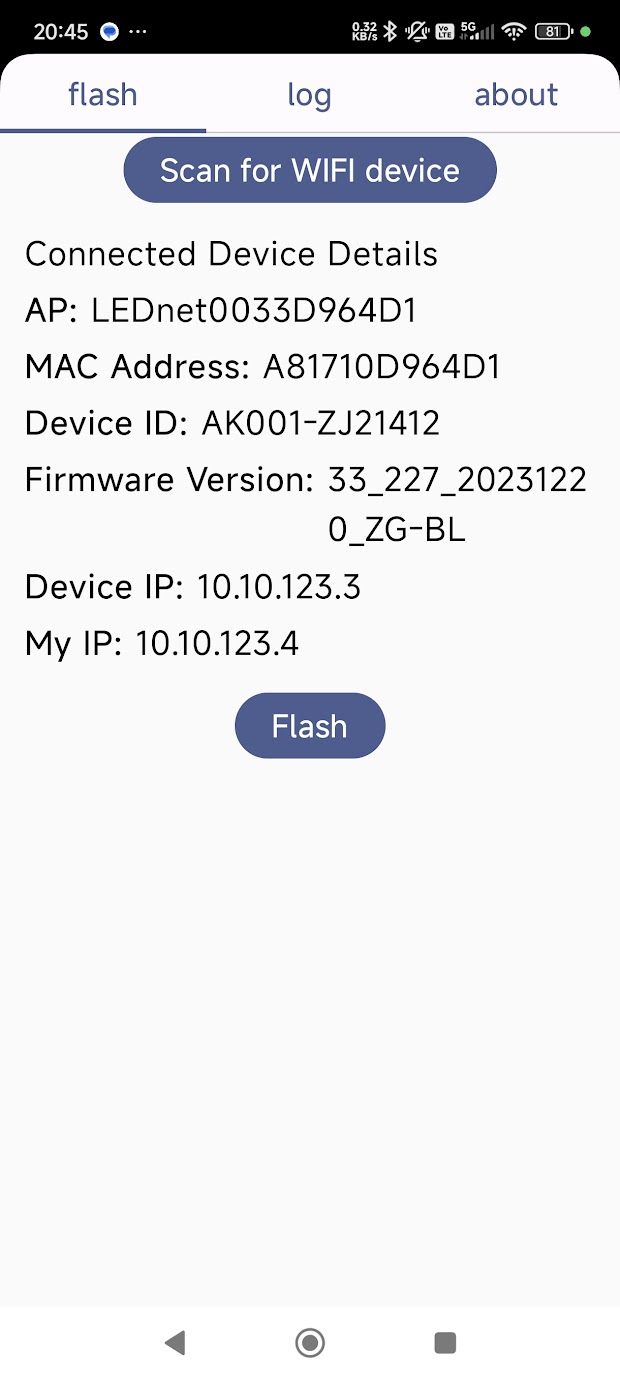 20:45 ... 0.32 KB/s Vo LTE 5G 81
flash log about
Scan for WIFI device
Connected Device Details
AP: LEDnet0033D964D1
MAC Address: A81710D964D1
Device ID: AK001-ZJ21412
Firmware Version: 33_227_2023122
0_ZG-BL
Device IP: 10.10.123.3
My IP: 10.10.123.4
Flash